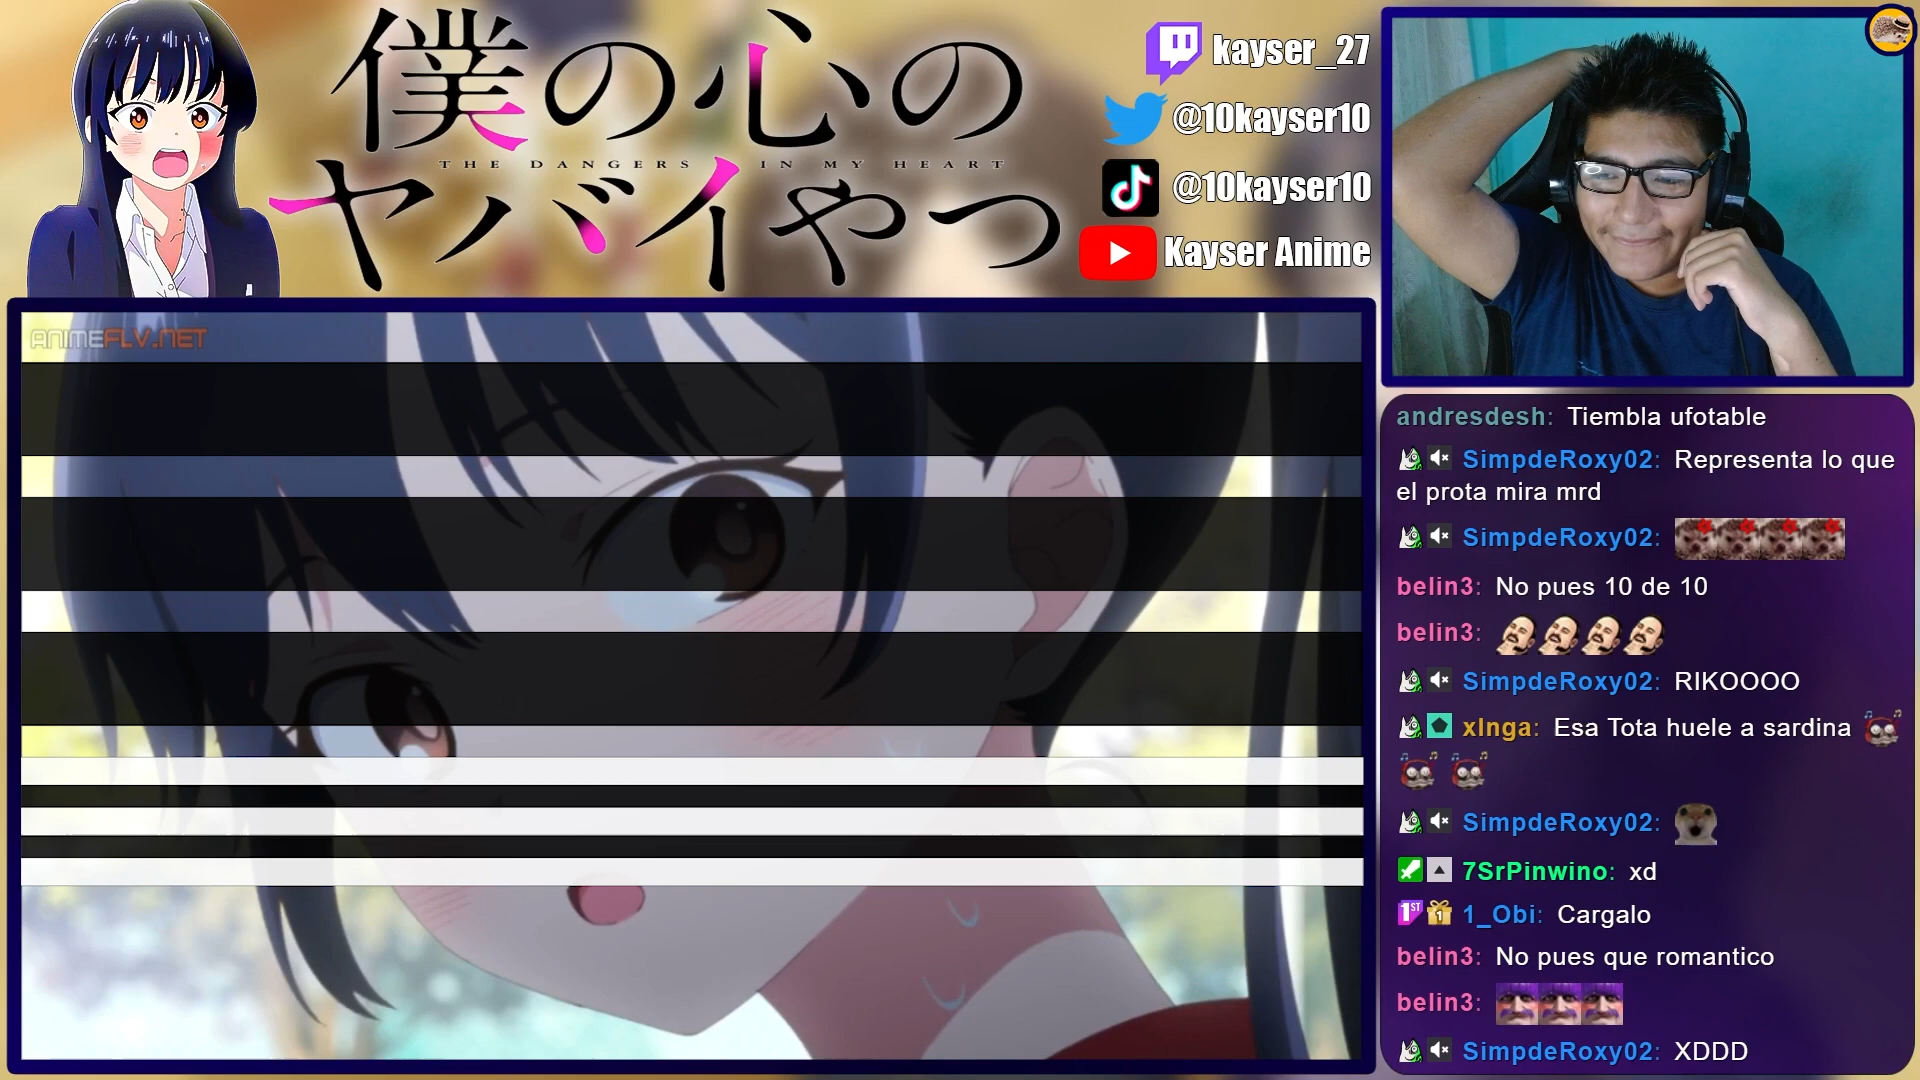 僕の心の
THE DANGERS IN MY HEART
ヤバイやつ
kayser_27
@10kayser10
@10kayser10
Kayser Anime
ANIMEFLV.NET
andresdesh: Tiembla ufotable
SimpdeRoxy02: Representa lo que
el prota mira mrd
SimpdeRoxy02:
belin3: No pues 10 de 10
belin3:
SimpdeRoxy02: RIKOOOO
xInga: Esa Tota huele a sardina
SimpdeRoxy02:
7SrPinwino: xd
1ST 1 1_Obi: Cargalo
belin3: No pues que romantico
belin3:
SimpdeRoxy02: XDDD